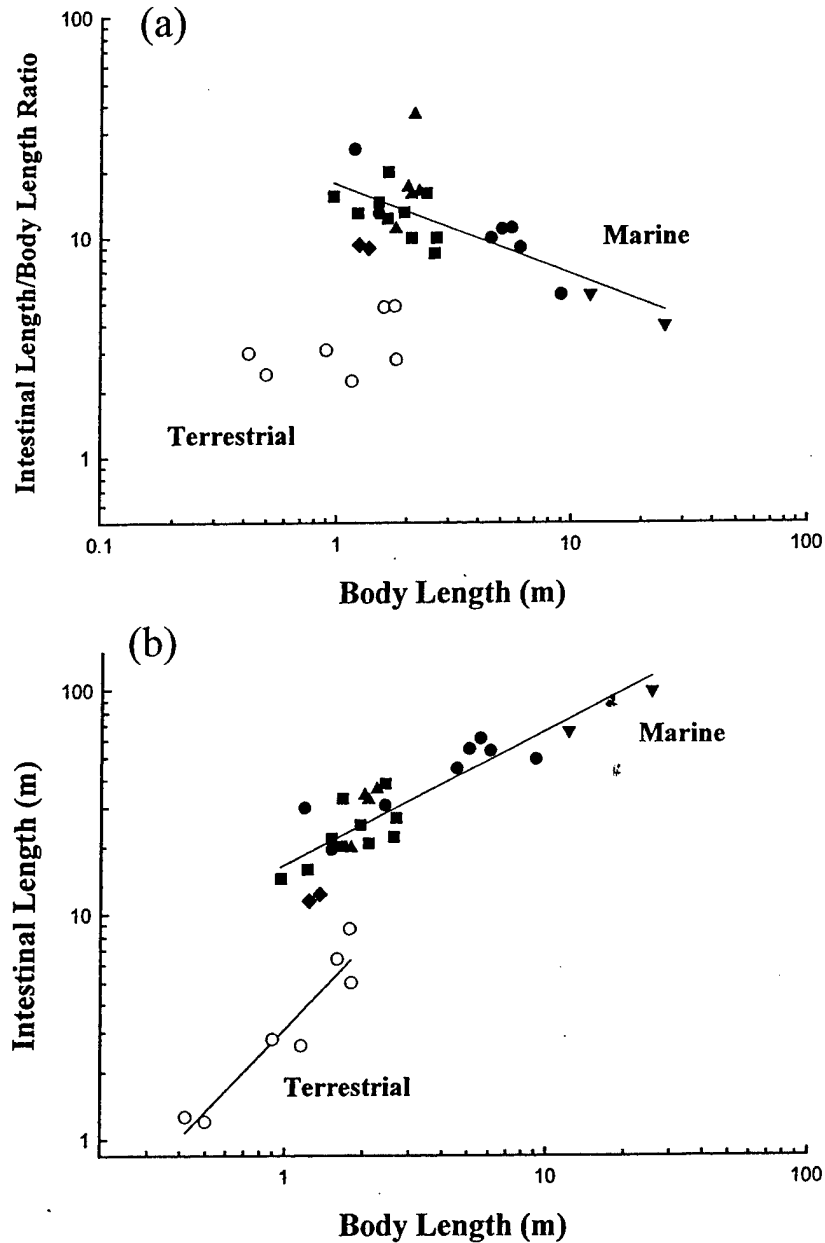 (a)
100
10
1
Intestinal Length/Body Length Ratio
Marine
Terrestrial
0.1 1 10 100
Body Length (m)
(b)
100
10
1
Intestinal Length (m)
Marine
Terrestrial
1 10 100
Body Length (m)